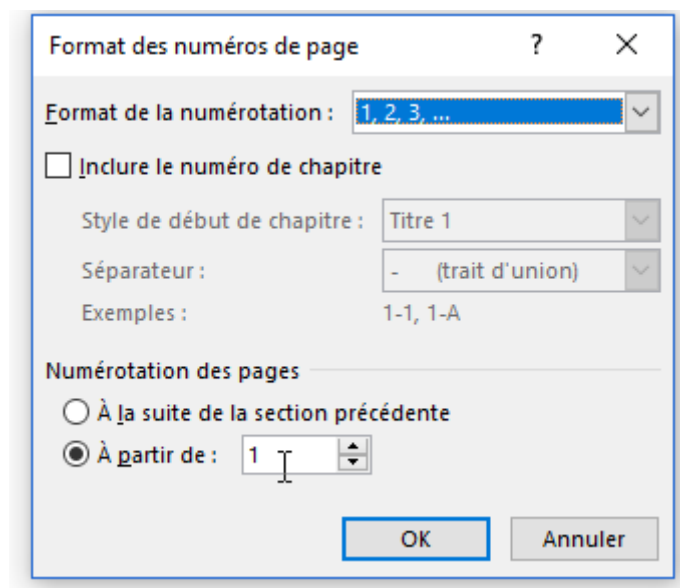 Format des numéros de page ? ×
Format de la numérotation : 1, 2, 3, ...
Inclure le numéro de chapitre
Style de début de chapitre : Titre 1
Séparateur : - (trait d'union)
Exemples : 1-1, 1-A
Numérotation des pages
À la suite de la section précédente
À partir de : 1
OK Annuler